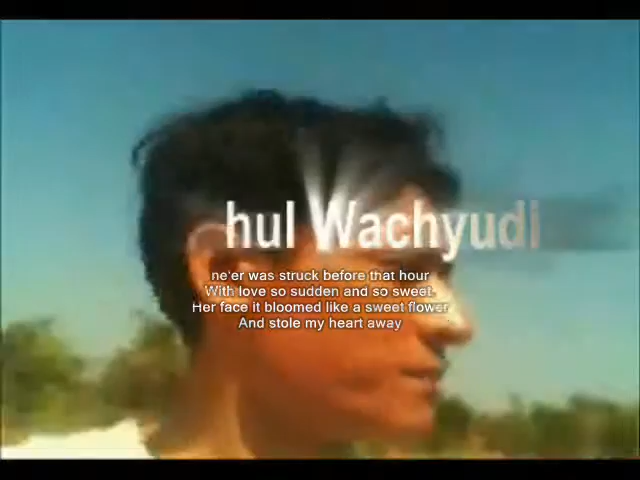 hul Wachyudi
ne'er was struck before that hour
With love so sudden and so sweet.
Her face it bloomed like a sweet flower
And stole my heart away